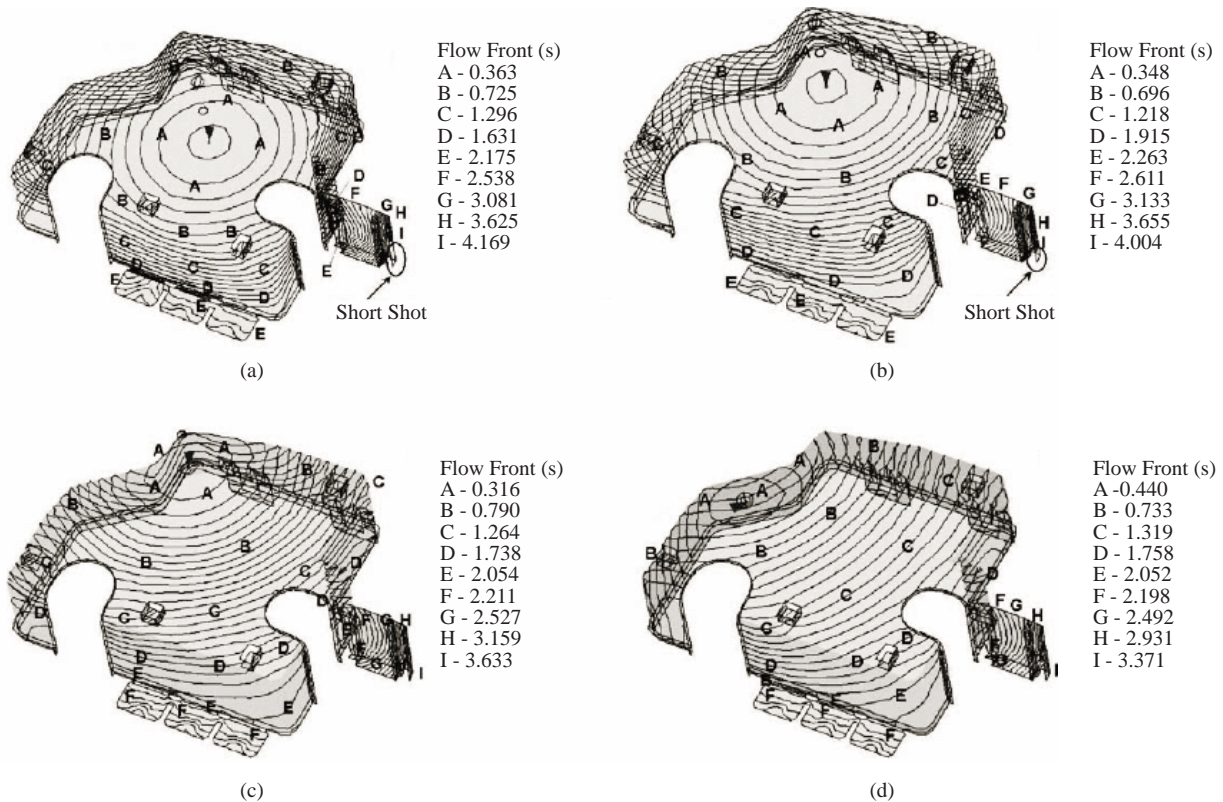 Flow Front (s)
A - 0.363
B - 0.725
C - 1.296
D - 1.631
E - 2.175
F - 2.538
G - 3.081
H - 3.625
I - 4.169
Short Shot
(a)
Flow Front (s)
A - 0.348
B - 0.696
C - 1.218
D - 1.915
E - 2.263
F - 2.611
G - 3.133
H - 3.655
I - 4.004
Short Shot
(b)
Flow Front (s)
A - 0.316
B - 0.790
C - 1.264
D - 1.738
E - 2.054
F - 2.211
G - 2.527
H - 3.159
I - 3.633
(c)
Flow Front (s)
A -0.440
B - 0.733
C - 1.319
D - 1.758
E - 2.052
F - 2.198
G - 2.492
H - 2.931
I - 3.371
(d)